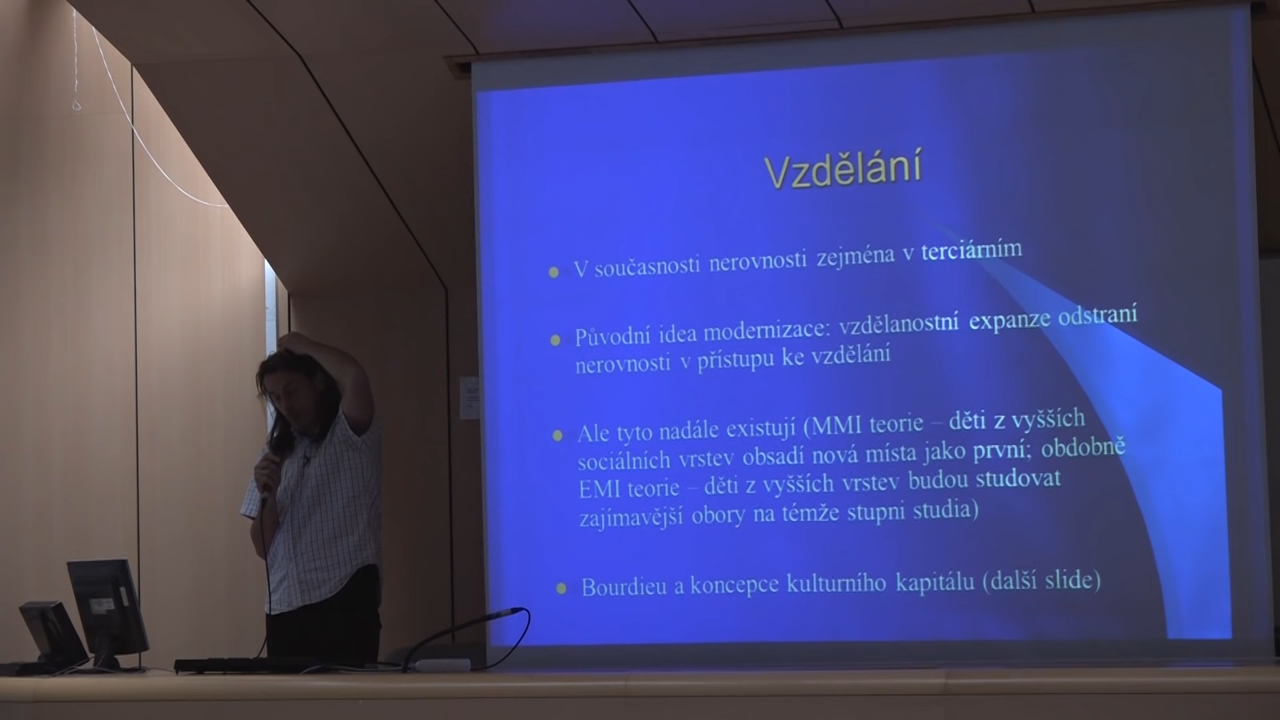 Vzdělání
V současnosti nerovnosti zejména v terciárním
Původní idea modernizace: vzdělanostní expanze odstraní
nerovnosti v přístupu ke vzdělání
Ale tyto nadále existují (MMI teorie – děti z vyšších
sociálních vrstev obsadí nová místa jako první; obdobně
EMI teorie – děti z vyšších vrstev budou studovat
zajímavější obory na témže stupni studia)
Bourdieu a koncepce kulturního kapitálu (další slide)